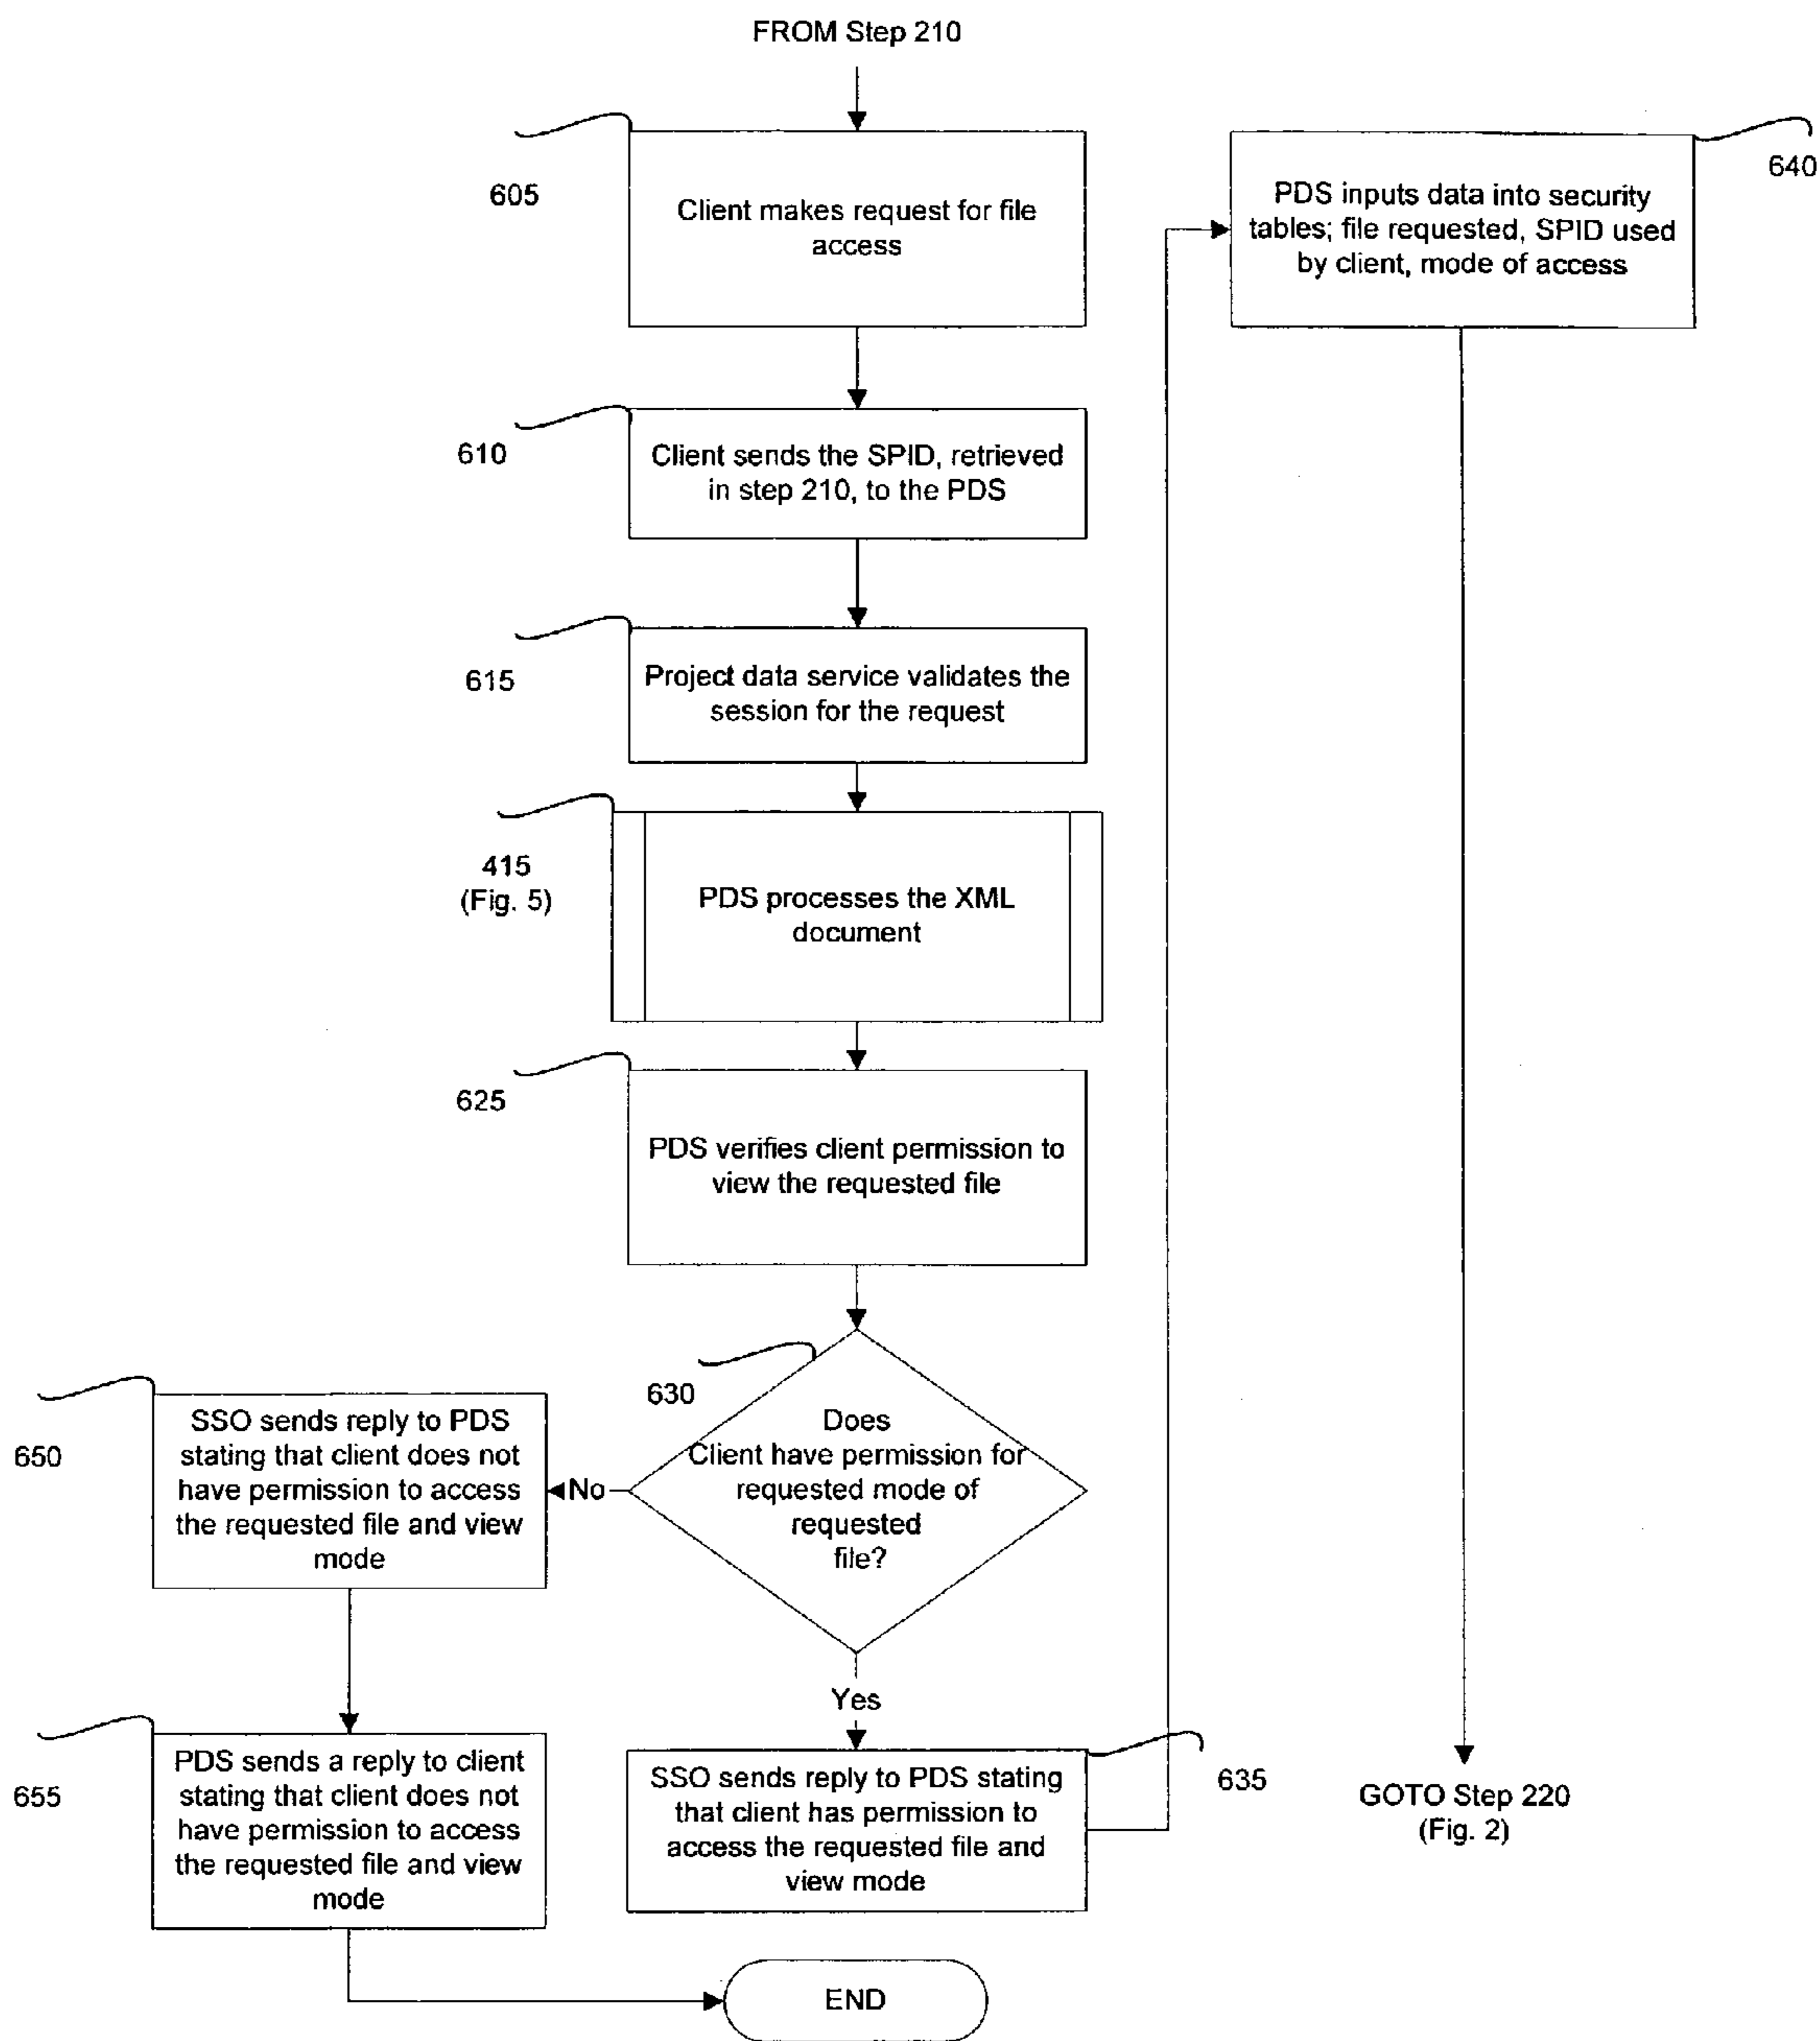 FROM Step 210
605
Client makes request for file
access
610
Client sends the SPID, retrieved
in step 210, to the PDS
615
Project data service validates the
session for the request
415
(Fig. 5)
PDS processes the XML
document
625
PDS verifies client permission to
view the requested file
630
Does
Client have permission for
requested mode of
requested
file?
No
650
SSO sends reply to PDS
stating that client does not
have permission to access
the requested file and view
mode
655
PDS sends a reply to client
stating that client does not
have permission to access
the requested file and view
mode
Yes
635
SSO sends reply to PDS stating
that client has permission to
access the requested file and
view mode
640
PDS inputs data into security
tables; file requested, SPID used
by client, mode of access
GOTO Step 220
(Fig. 2)
END